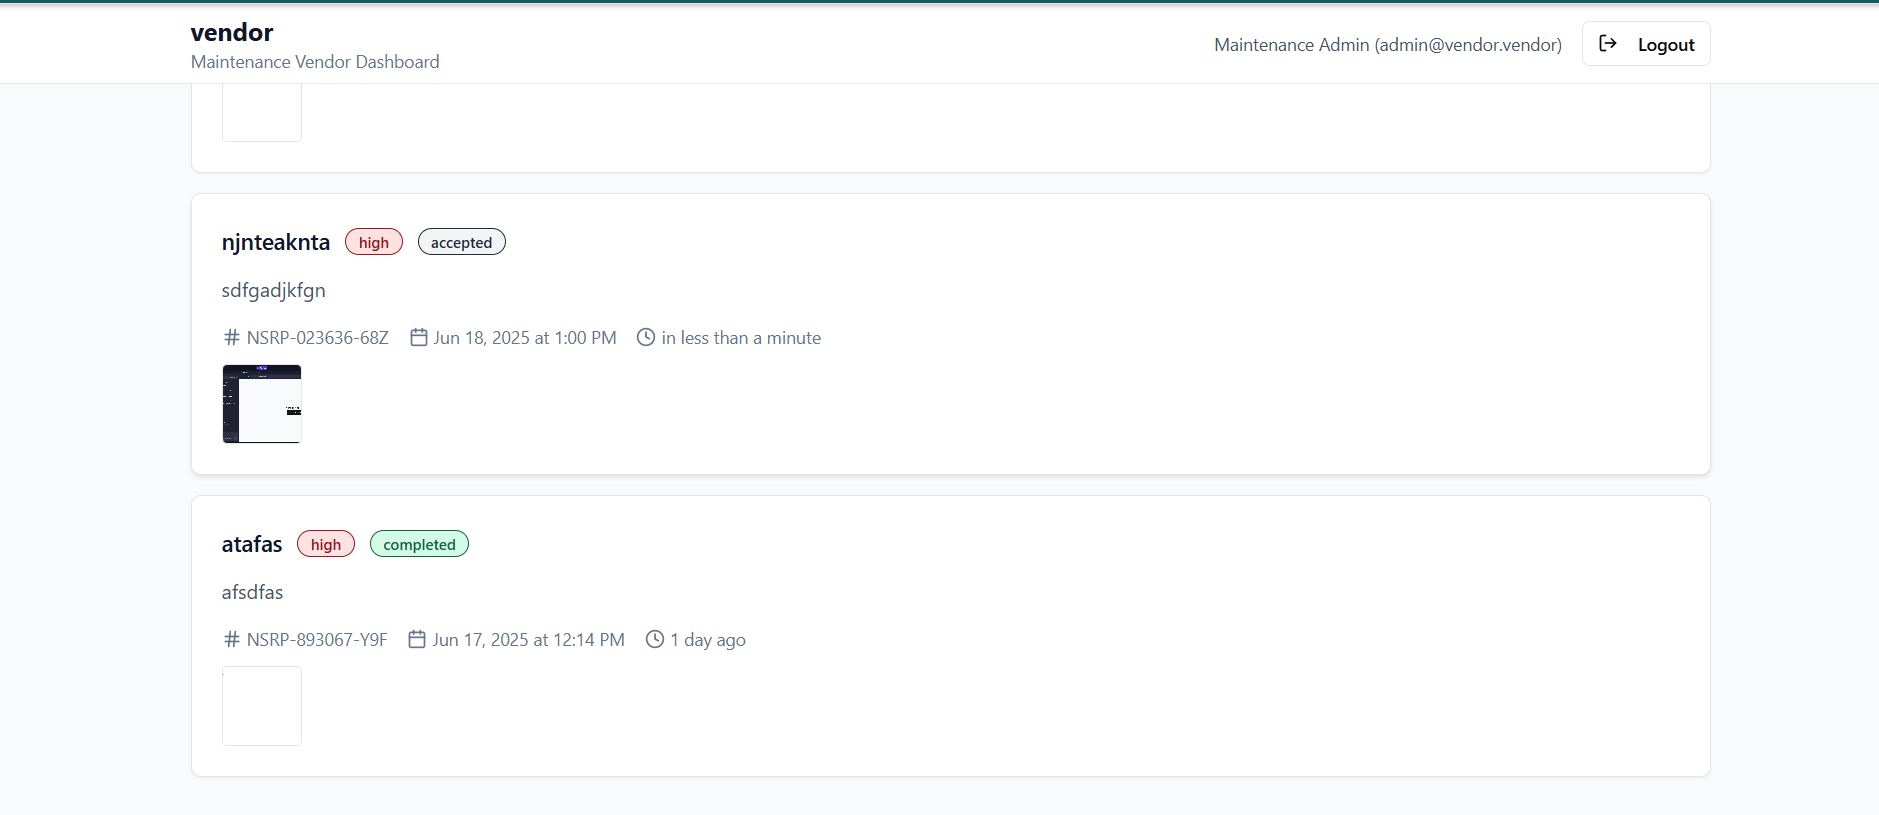 vendor
Maintenance Vendor Dashboard
Maintenance Admin (admin@vendor.vendor)
Logout
njnteaknta high accepted
sdfgadjkfgn
NSRP-023636-68Z Jun 18, 2025 at 1:00 PM in less than a minute
atafas high completed
afsdfas
NSRP-893067-Y9F Jun 17, 2025 at 12:14 PM 1 day ago